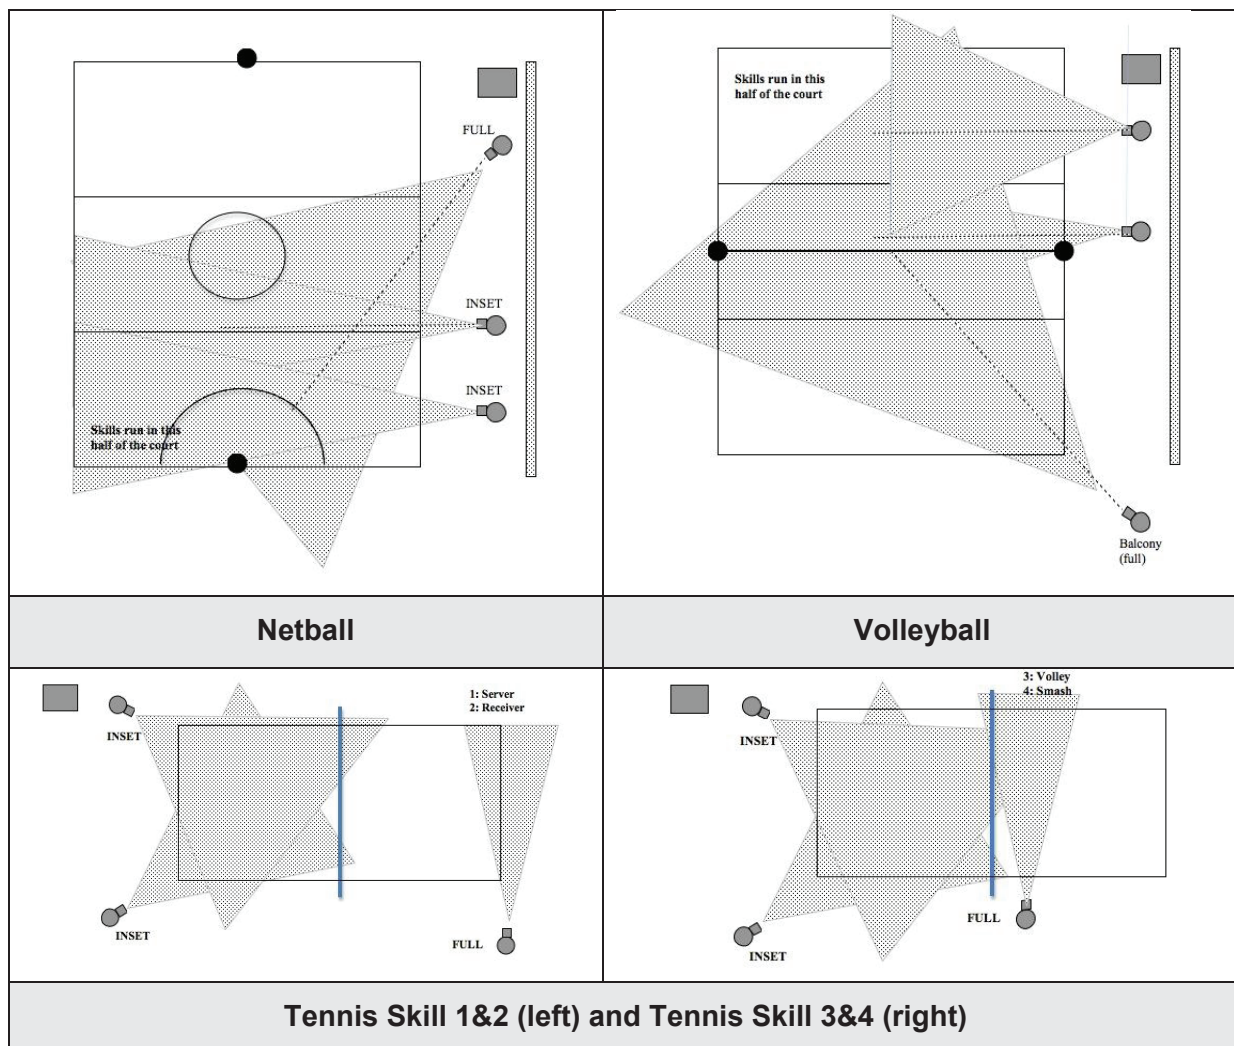 FULL
INSET
INSET
Skills run in this
half of the court
Skills run in this
half of the court
Balcony
(full)
Netball
Volleyball
1: Server
2: Receiver
INSET
INSET
FULL
3: Volley
4: Smash
INSET
FULL
INSET
Tennis Skill 1&2 (left) and Tennis Skill 3&4 (right)